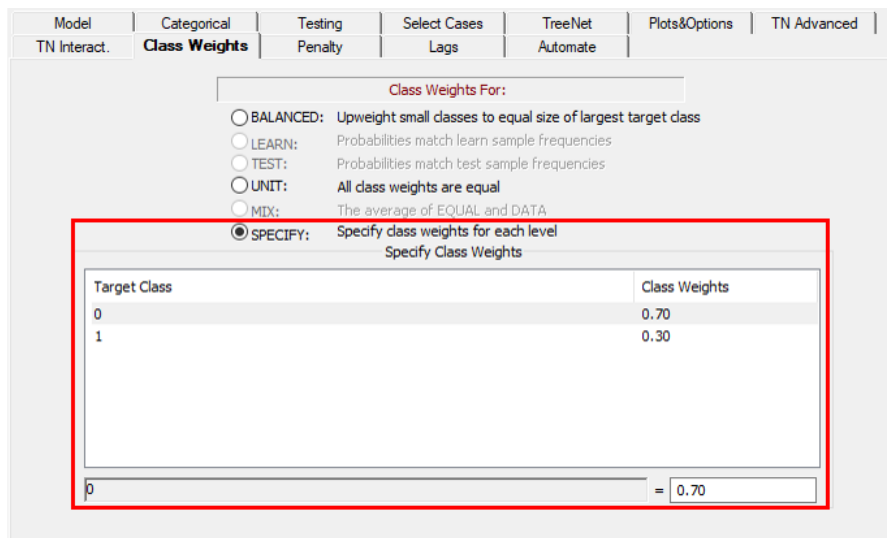 Model Categorical Testing Select Cases TreeNet Plots&Options TN Advanced
TN Interact. Class Weights Penalty Lags Automate
Class Weights For:
BALANCED: Upweight small classes to equal size of largest target class
LEARN: Probabilities match learn sample frequencies
TEST: Probabilities match test sample frequencies
UNIT: All class weights are equal
MIX: The average of EQUAL and DATA
SPECIFY: Specify class weights for each level
Specify Class Weights
Target Class Class Weights
0 0.70
1 0.30
0 = 0.70